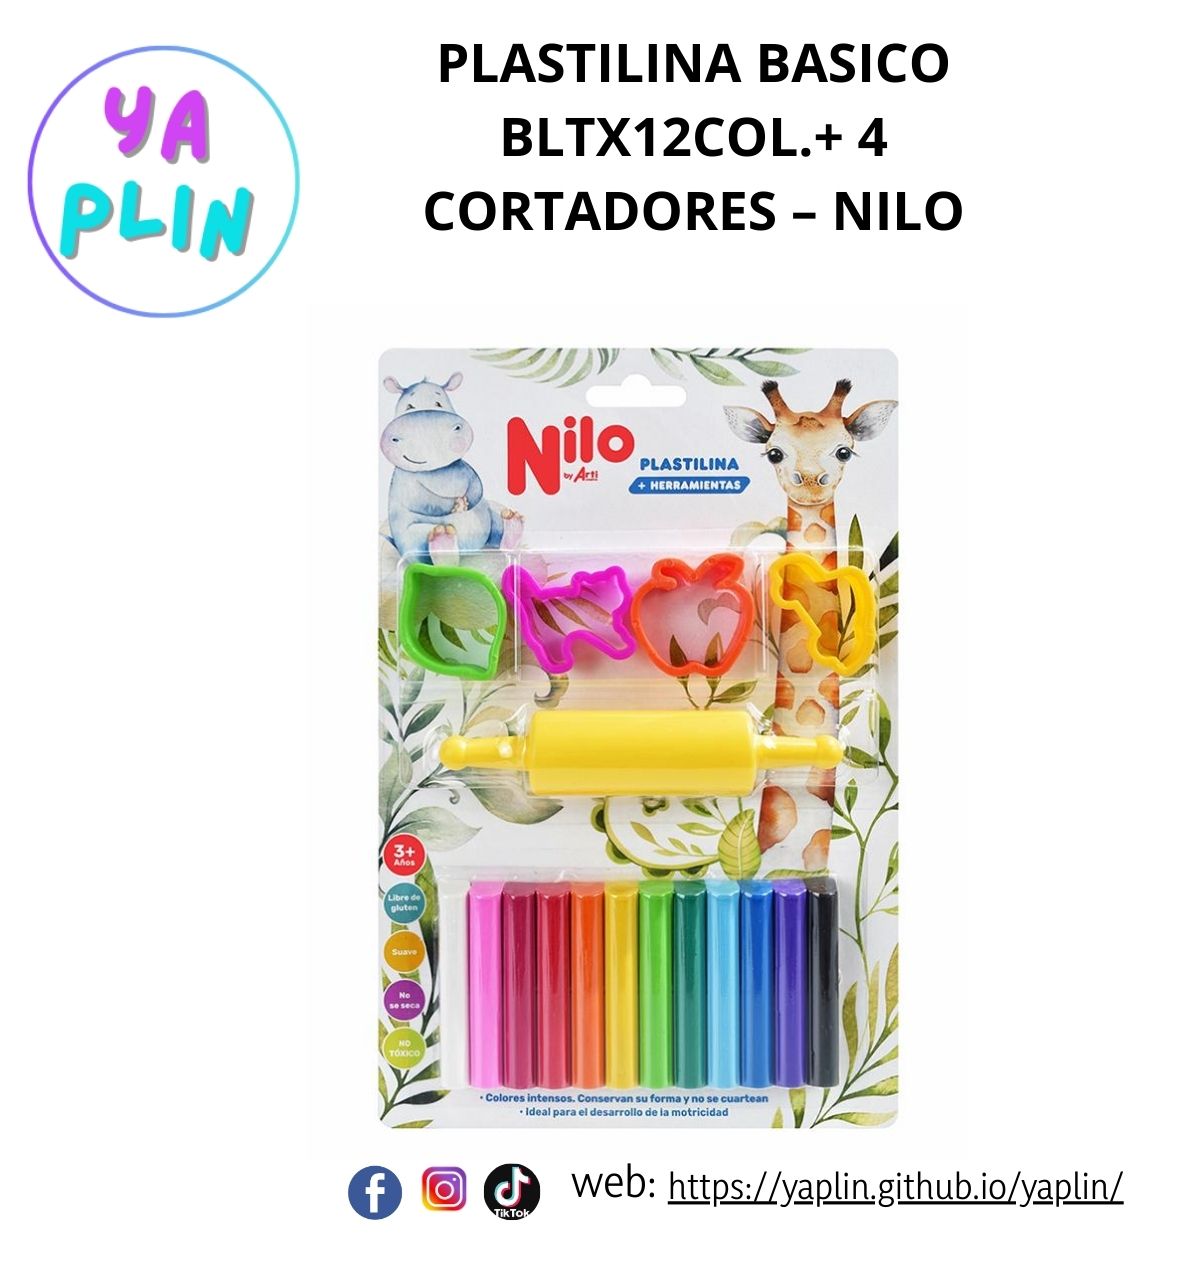 YA
PLIN
PLASTILINA BASICO
BLTX12COL.+ 4
CORTADORES – NILO
Nilo
by Arti
PLASTILINA
+ HERRAMIENTAS
3+
Años
Libre de
gluten
Suave
No
se seca
NO
TÓXICO
• Colores intensos. Conservan su forma y no se cuartean
• Ideal para el desarrollo de la motricidad
TikTok
web: https://yaplin.github.io/yaplin/